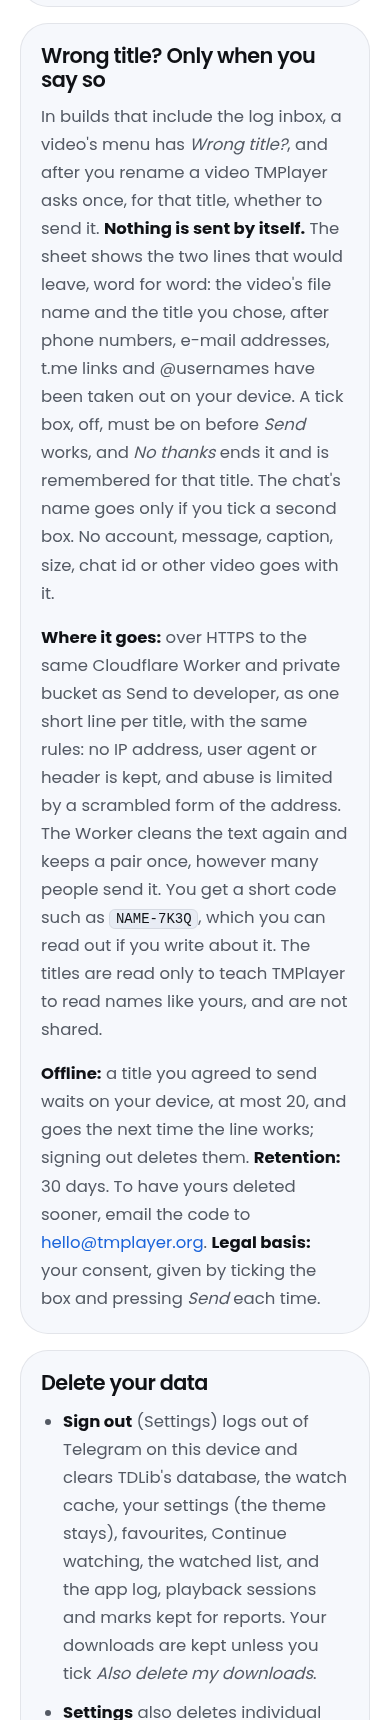 Wrong title? Only when you
say so
In builds that include the log inbox, a
video's menu has Wrong title?, and
after you rename a video TMPlayer
asks once, for that title, whether to
send it. Nothing is sent by itself. The
sheet shows the two lines that would
leave, word for word: the video's file
name and the title you chose, after
phone numbers, e-mail addresses,
t.me links and @usernames have
been taken out on your device. A tick
box, off, must be on before Send
works, and No thanks ends it and is
remembered for that title. The chat's
name goes only if you tick a second
box. No account, message, caption,
size, chat id or other video goes with
it.
Where it goes: over HTTPS to the
same Cloudflare Worker and private
bucket as Send to developer, as one
short line per title, with the same
rules: no IP address, user agent or
header is kept, and abuse is limited
by a scrambled form of the address.
The Worker cleans the text again and
keeps a pair once, however many
people send it. You get a short code
such as NAME-7K3Q, which you can
read out if you write about it. The
titles are read only to teach TMPlayer
to read names like yours, and are not
shared.
Offline: a title you agreed to send
waits on your device, at most 20, and
goes the next time the line works;
signing out deletes them. Retention:
30 days. To have yours deleted
sooner, email the code to
hello@tmplayer.org. Legal basis:
your consent, given by ticking the
box and pressing Send each time.
Delete your data
• Sign out (Settings) logs out of
Telegram on this device and
clears TDLib's database, the watch
cache, your settings (the theme
stays), favourites, Continue
watching, the watched list, and
the app log, playback sessions
and marks kept for reports. Your
downloads are kept unless you
tick Also delete my downloads.
• Settings also deletes individual